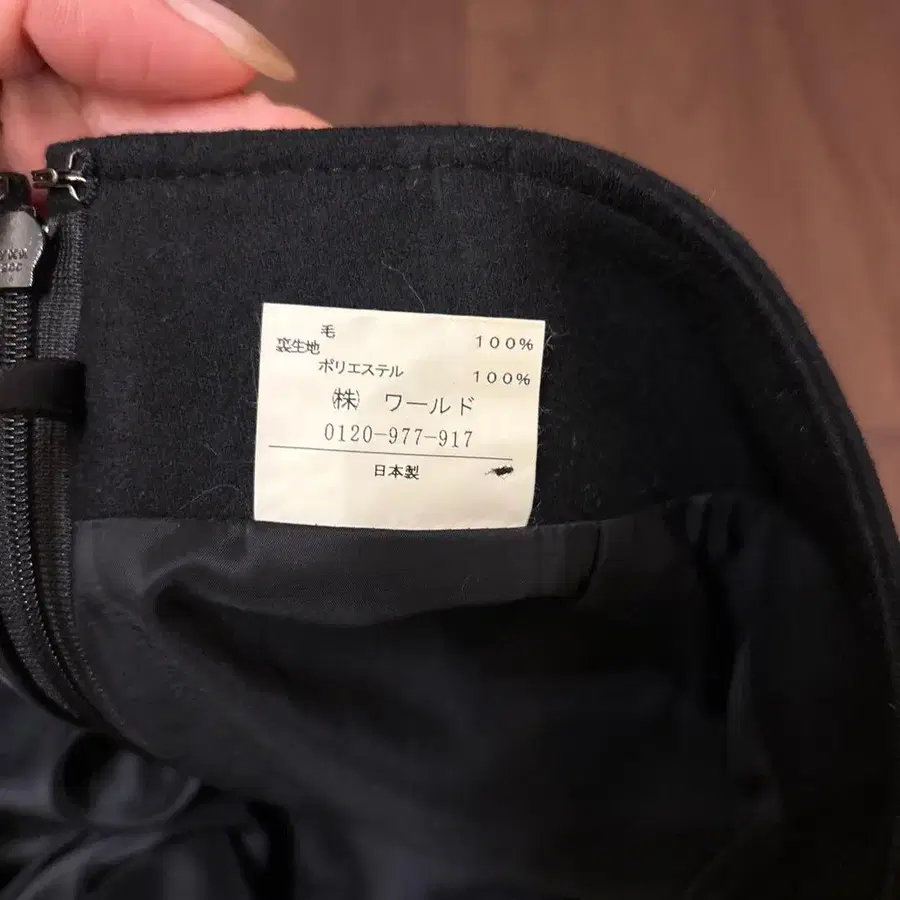 毛 100%
裏生地
ポリエステル 100%
㈱ ワールド
0120-977-917
日本製